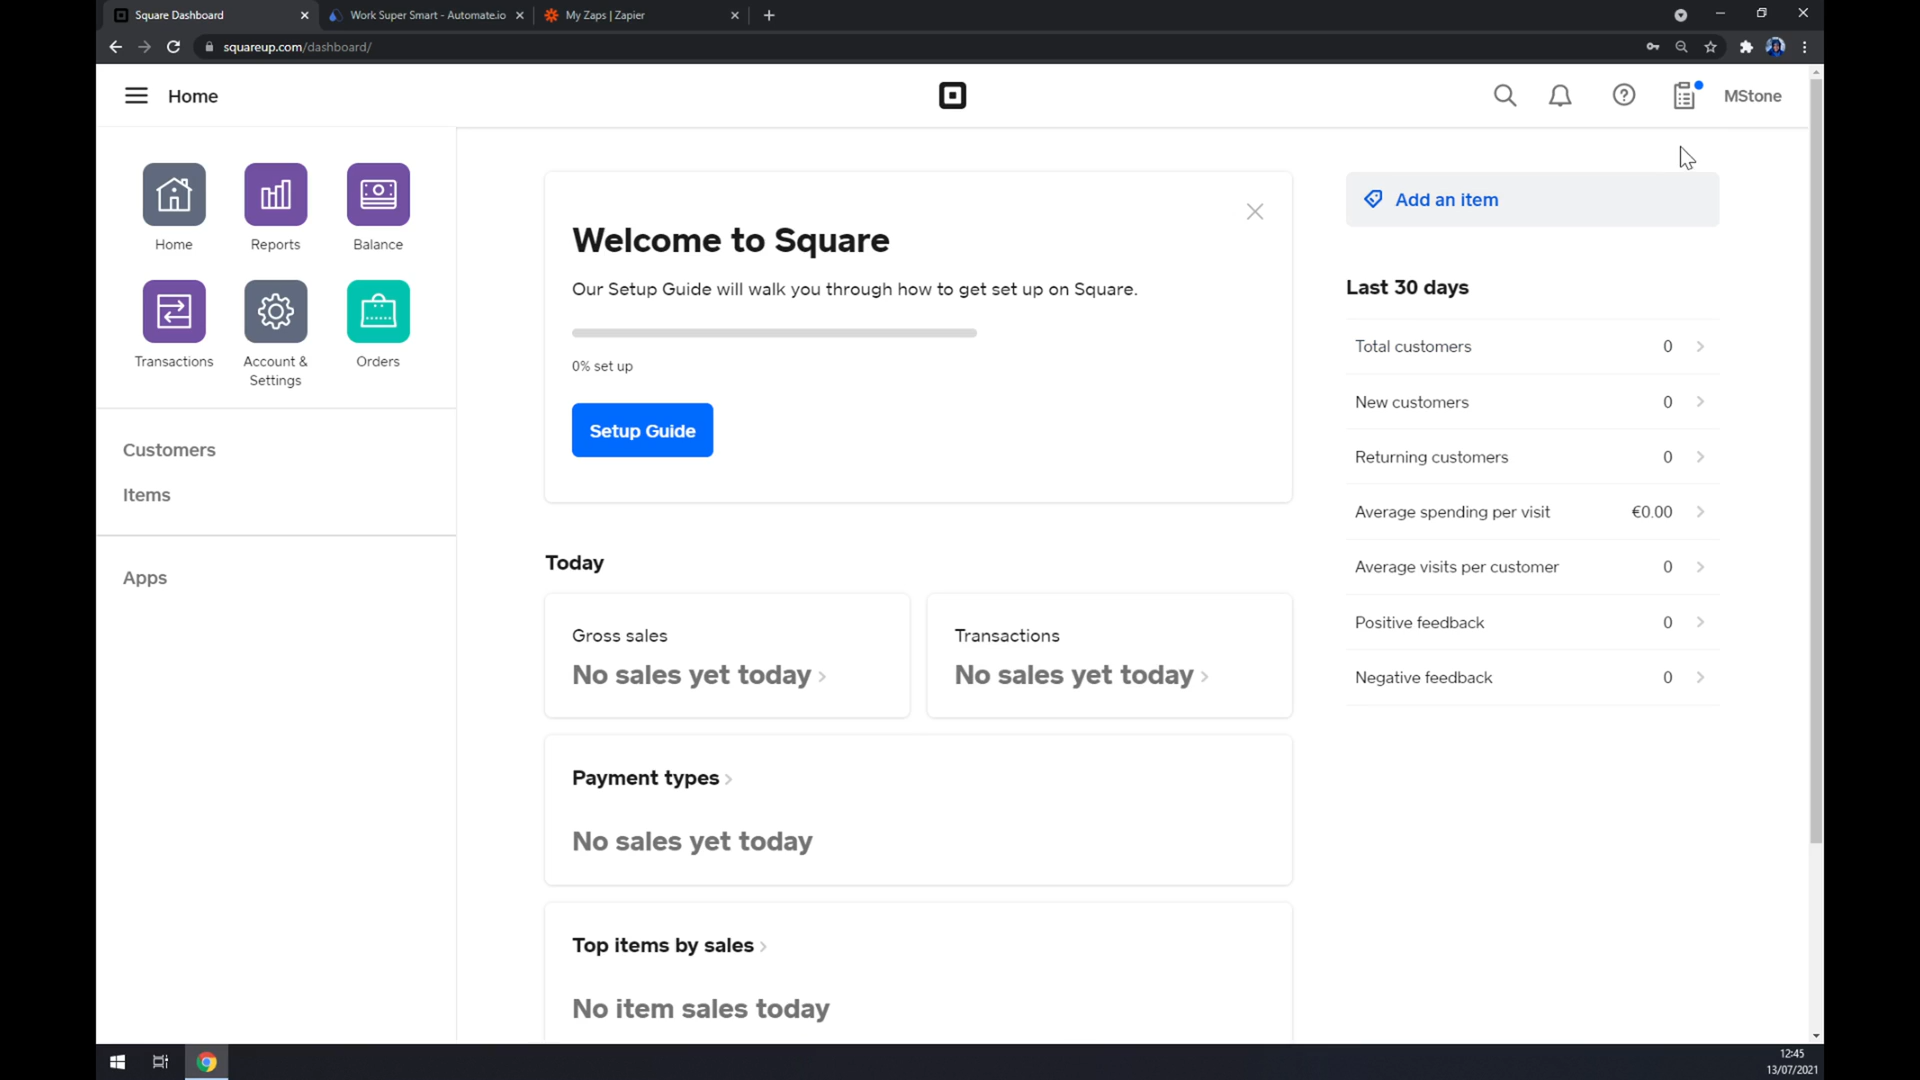 Square Dashboard
Work Super Smart - Automate.io
My Zaps | Zapier
squareup.com/dashboard/
Home
MStone
Home
Reports
Balance
Transactions
Account &
Settings
Orders
Customers
Items
Apps
Welcome to Square
Our Setup Guide will walk you through how to get set up on Square.
0% set up
Setup Guide
Today
Gross sales
No sales yet today
Transactions
No sales yet today
Payment types
No sales yet today
Top items by sales
No item sales today
Add an item
Last 30 days
Total customers 0
New customers 0
Returning customers 0
Average spending per visit €0.00
Average visits per customer 0
Positive feedback 0
Negative feedback 0
12:45
13/07/2021